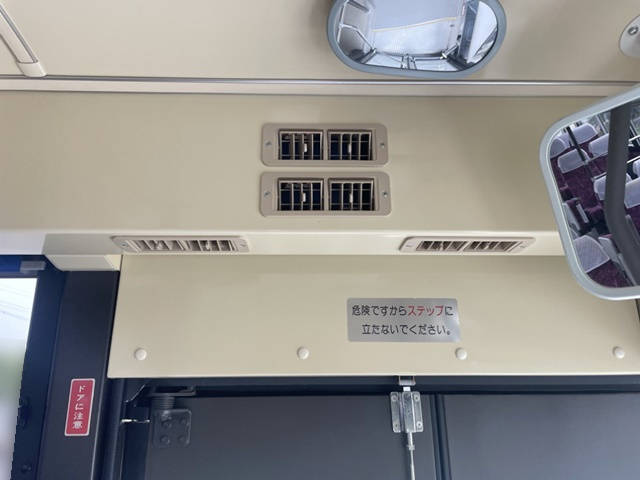 危険ですからステップに
立たないでください。
ドアに注意